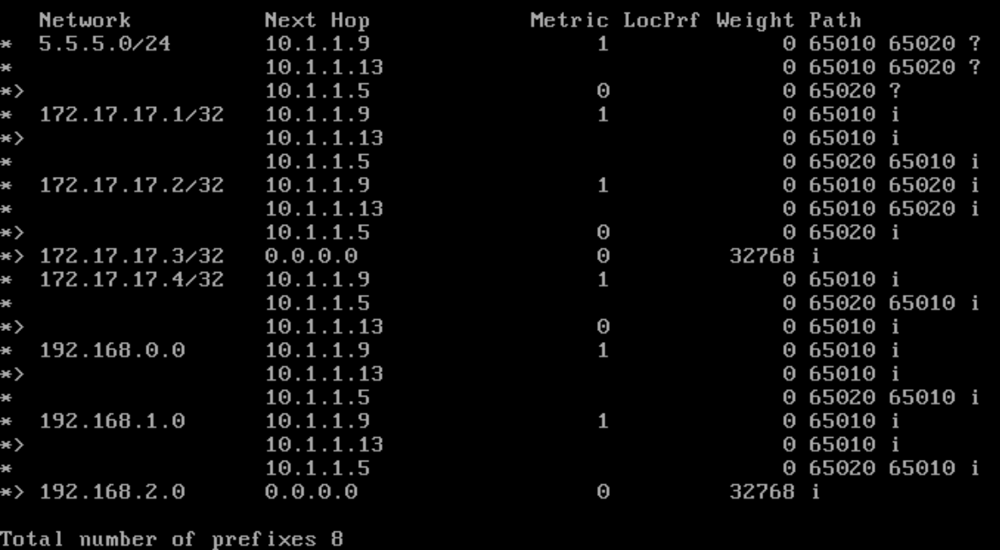 Network          Next Hop            Metric LocPrf Weight Path
*  5.5.5.0/24       10.1.1.9                 1             0 65010 65020 ?
*                   10.1.1.13                              0 65010 65020 ?
*>                  10.1.1.5                 0             0 65020 ?
*  172.17.17.1/32   10.1.1.9                 1             0 65010 i
*>                  10.1.1.13                              0 65010 i
*                   10.1.1.5                               0 65020 65010 i
*  172.17.17.2/32   10.1.1.9                 1             0 65010 65020 i
*                   10.1.1.13                              0 65010 65020 i
*>                  10.1.1.5                 0             0 65020 i
*> 172.17.17.3/32   0.0.0.0                  0         32768 i
*  172.17.17.4/32   10.1.1.9                 1             0 65010 i
*                   10.1.1.5                               0 65020 65010 i
*>                  10.1.1.13                0             0 65010 i
*  192.168.0.0      10.1.1.9                 1             0 65010 i
*>                  10.1.1.13                              0 65010 i
*                   10.1.1.5                               0 65020 65010 i
*  192.168.1.0      10.1.1.9                 1             0 65010 i
*>                  10.1.1.13                              0 65010 i
*                   10.1.1.5                               0 65020 65010 i
*> 192.168.2.0      0.0.0.0                  0         32768 i
Total number of prefixes 8